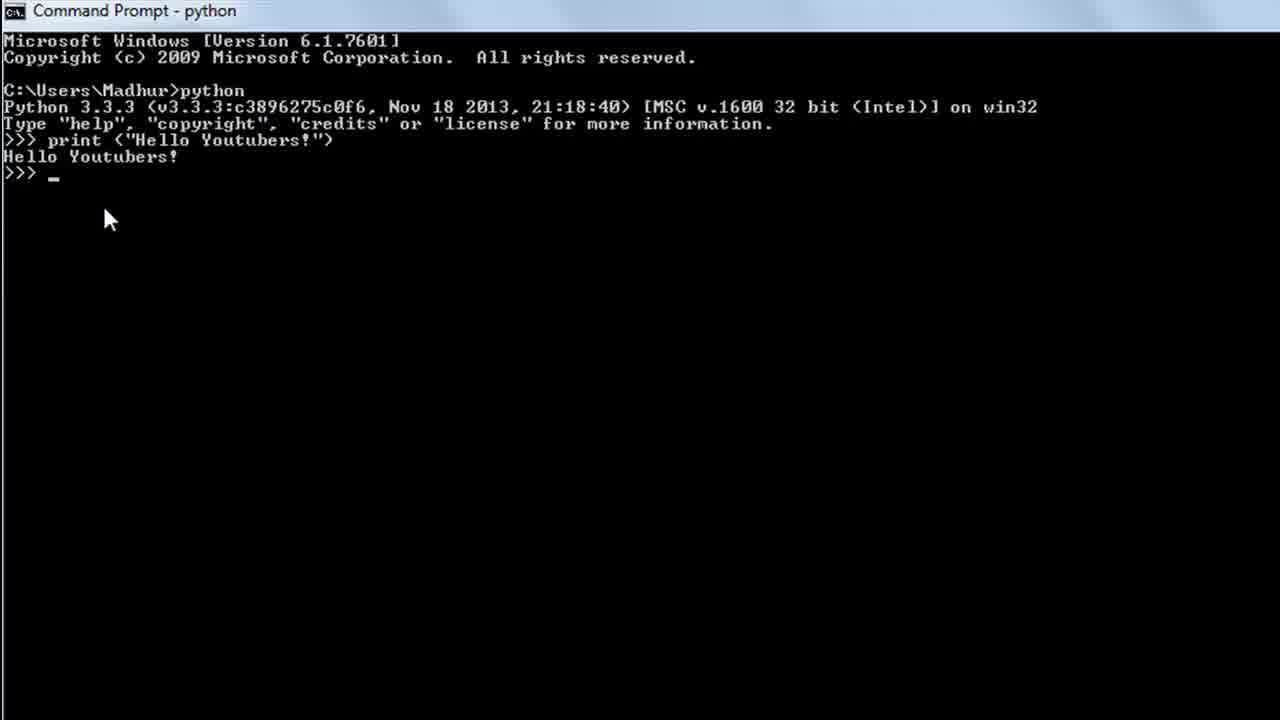 Command Prompt - python
Microsoft Windows [Version 6.1.7601]
Copyright (c) 2009 Microsoft Corporation.  All rights reserved.
C:\Users\Madhur>python
Python 3.3.3 (v3.3.3:c3896275c0f6, Nov 18 2013, 21:18:40) [MSC v.1600 32 bit (Intel)] on win32
Type "help", "copyright", "credits" or "license" for more information.
>>> print ("Hello Youtubers!")
Hello Youtubers!
>>> _